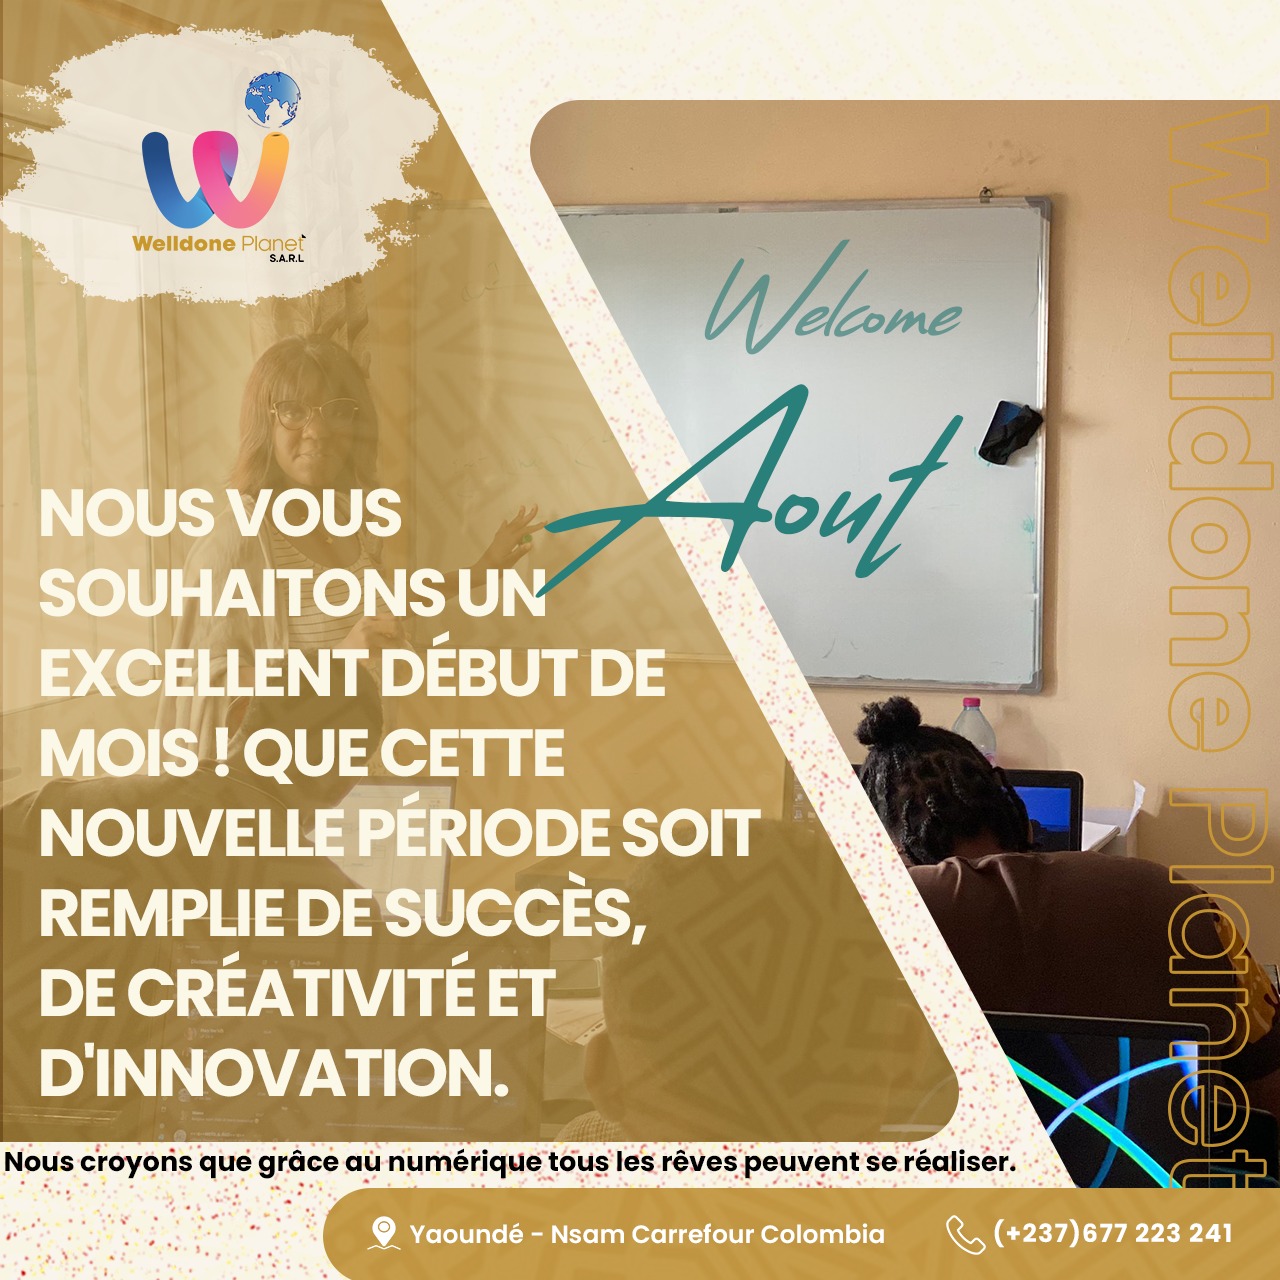 Welldone Planet
S.A.R.L
Welcome
Aout
NOUS VOUS
SOUHAITONS UN
EXCELLENT DÉBUT DE
MOIS ! QUE CETTE
NOUVELLE PÉRIODE SOIT
REMPLIE DE SUCCÈS,
DE CRÉATIVITÉ ET
D'INNOVATION.
Welldone Planet
Nous croyons que grâce au numérique tous les rêves peuvent se réaliser.
Yaoundé - Nsam Carrefour Colombia
(+237)677 223 241